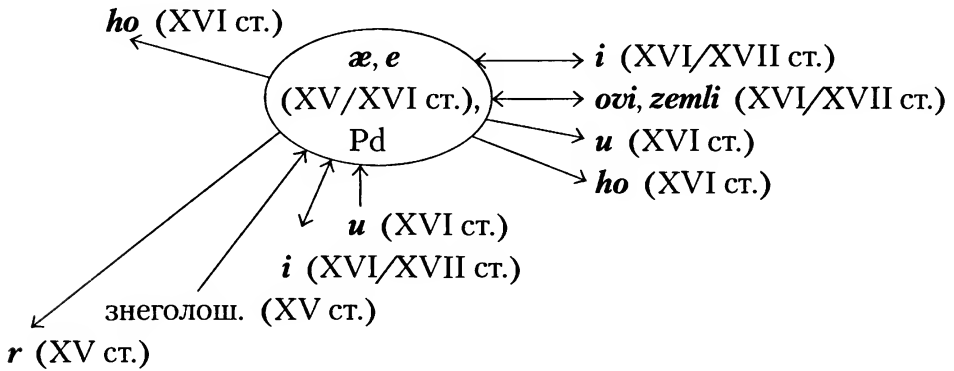 ho (XVI ст.)
æ, e
(XV/XVI ст.),
Pd
i (XVI/XVII ст.)
ovi, zemli (XVI/XVII ст.)
u (XVI ст.)
ho (XVI ст.)
u (XVI ст.)
i (XVI/XVII ст.)
знеголош. (XV ст.)
r (XV ст.)